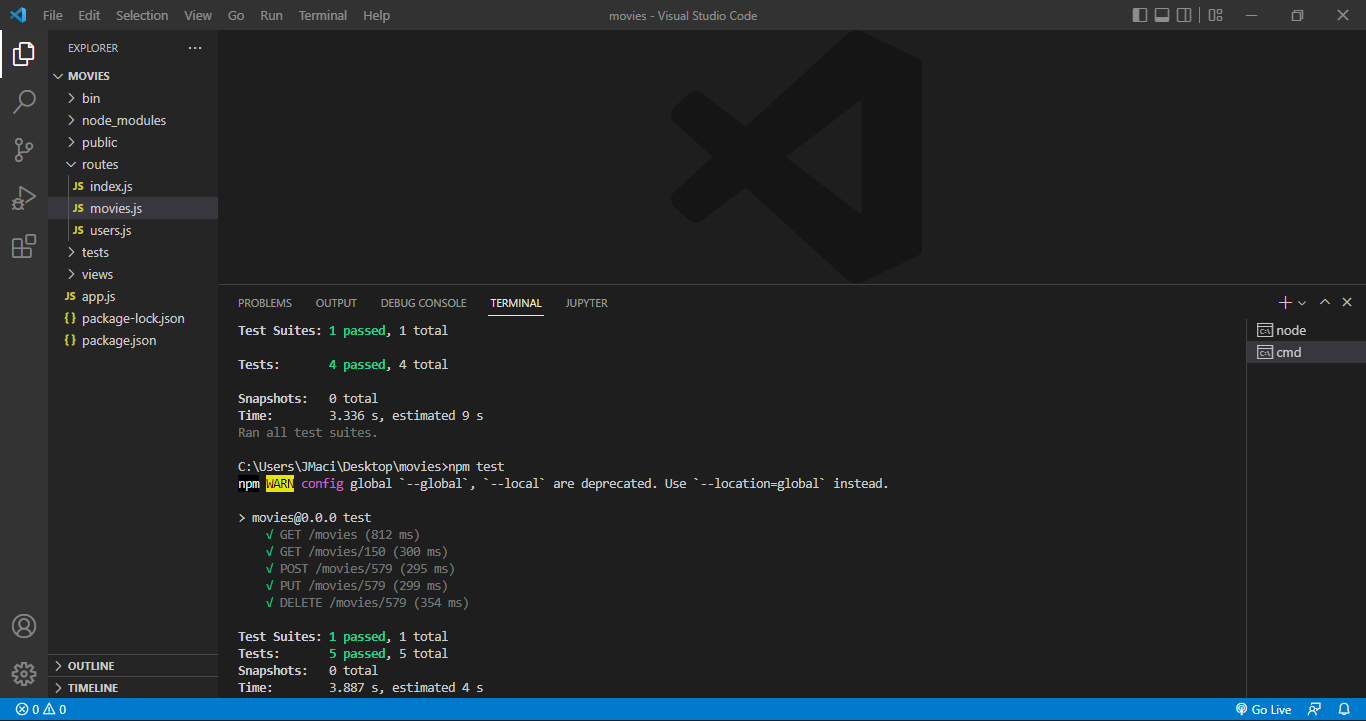 File Edit Selection View Go Run Terminal Help movies - Visual Studio Code
EXPLORER ···
MOVIES
bin
node_modules
public
routes
JS index.js
JS movies.js
JS users.js
tests
views
JS app.js
{} package-lock.json
{} package.json
OUTLINE
TIMELINE
PROBLEMS OUTPUT DEBUG CONSOLE TERMINAL JUPYTER
Test Suites: 1 passed, 1 total
Tests: 4 passed, 4 total
Snapshots: 0 total
Time: 3.336 s, estimated 9 s
Ran all test suites.
C:\Users\JMaci\Desktop\movies>npm test
npm WARN config global `--global`, `--local` are deprecated. Use `--location=global` instead.
> movies@0.0.0 test
√ GET /movies (812 ms)
√ GET /movies/150 (300 ms)
√ POST /movies/579 (295 ms)
√ PUT /movies/579 (299 ms)
√ DELETE /movies/579 (354 ms)
Test Suites: 1 passed, 1 total
Tests: 5 passed, 5 total
Snapshots: 0 total
Time: 3.887 s, estimated 4 s
node
cmd
0 0 Go Live